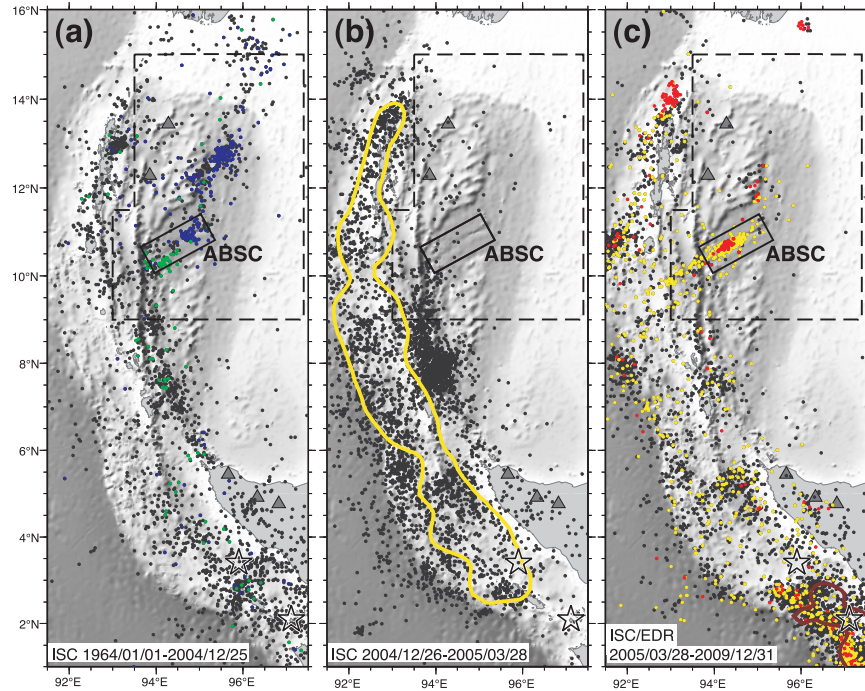 (a)
(b)
(c)
16°N
14°N
12°N
10°N
8°N
6°N
4°N
2°N
ABSC
ABSC
ABSC
ISC 1964/01/01-2004/12/25
ISC 2004/12/26-2005/03/28
ISC/EDR
2005/03/28-2009/12/31
92°E 94°E 96°E
92°E 94°E 96°E
92°E 94°E 96°E